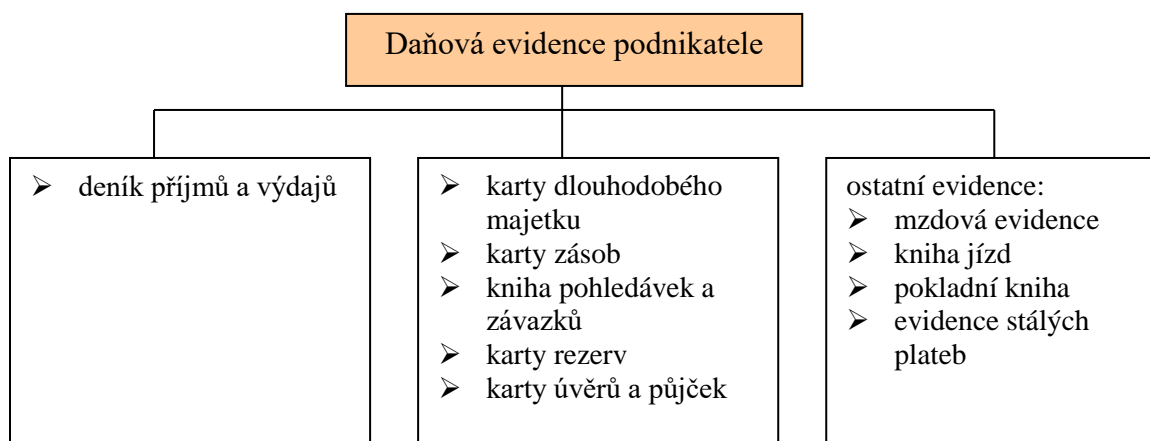 Daňová evidence podnikatele
➢ deník příjmů a výdajů
➢ karty dlouhodobého
majetku
➢ karty zásob
➢ kniha pohledávek a
závazků
➢ karty rezerv
➢ karty úvěrů a půjček
ostatní evidence:
➢ mzdová evidence
➢ kniha jízd
➢ pokladní kniha
➢ evidence stálých
plateb